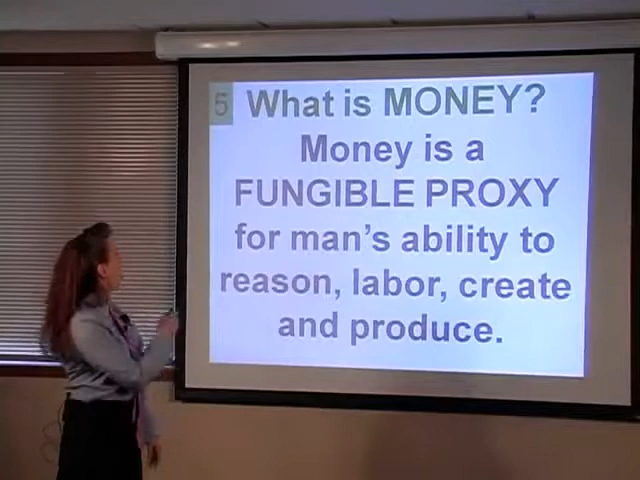 5 What is MONEY?
Money is a
FUNGIBLE PROXY
for man's ability to
reason, labor, create
and produce.